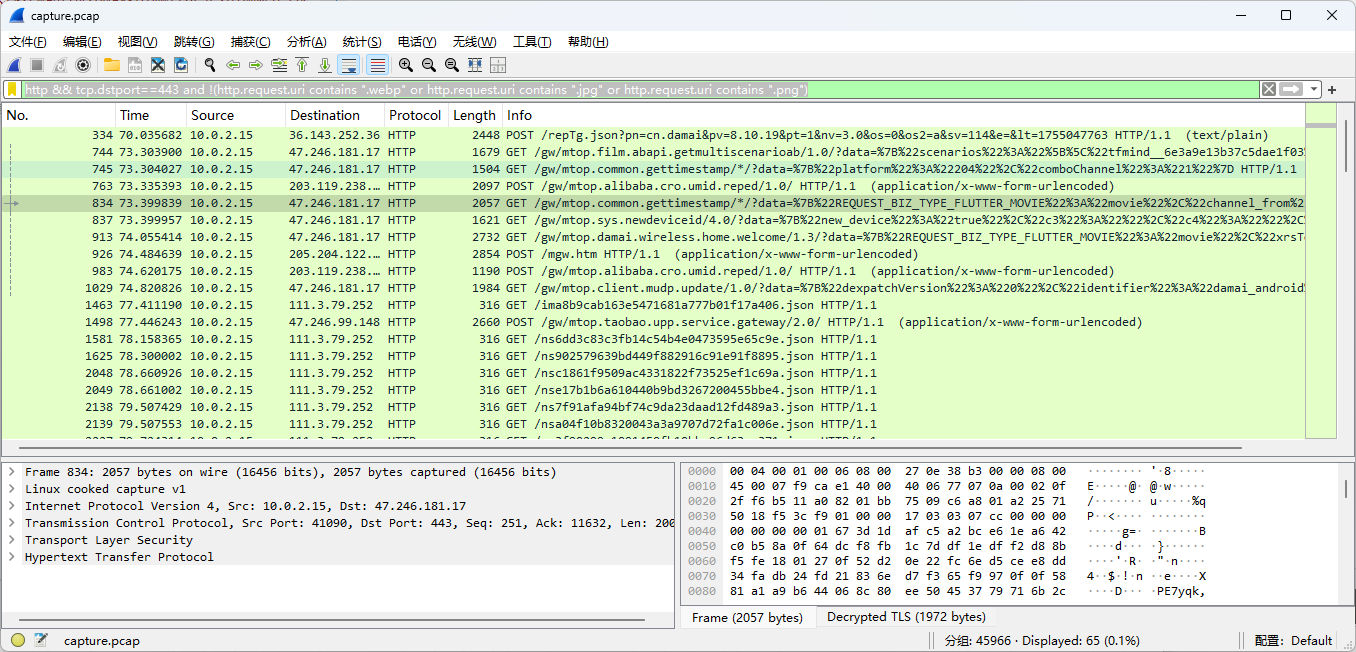 capture.pcap
文件(F) 编辑(E) 视图(V) 跳转(G) 捕获(C) 分析(A) 统计(S) 电话(Y) 无线(W) 工具(T) 帮助(H)
http && tcp.dstport==443 and !(http.request.uri contains ".webp" or http.request.uri contains ".jpg" or http.request.uri contains ".png")
No. Time Source Destination Protocol Length Info
334 70.035682 10.0.2.15 36.143.252.36 HTTP 2448 POST /repTg.json?pn=cn.damai&pv=8.10.19&pt=1&nv=3.0&os=0&os2=a&sv=114&e=&lt=1755047763 HTTP/1.1 (text/plain)
744 73.303900 10.0.2.15 47.246.181.17 HTTP 1679 GET /gw/mtop.film.abapi.getmultiscenarioab/1.0/?data=%7B%22scenarios%22%3A%22%5B%5C%22tfmind__6e3a9e13b37c5dae1f03%
745 73.304027 10.0.2.15 47.246.181.17 HTTP 1504 GET /gw/mtop.common.gettimestamp/*/?data=%7B%22platform%22%3A%2204%22%2C%22comboChannel%22%3A%221%22%7D HTTP/1.1
763 73.335393 10.0.2.15 203.119.238.… HTTP 2097 POST /gw/mtop.alibaba.cro.umid.reped/1.0/ HTTP/1.1 (application/x-www-form-urlencoded)
834 73.399839 10.0.2.15 47.246.181.17 HTTP 2057 GET /gw/mtop.common.gettimestamp/*/?data=%7B%22REQUEST_BIZ_TYPE_FLUTTER_MOVIE%22%3A%22movie%22%2C%22channel_from%2
837 73.399957 10.0.2.15 47.246.181.17 HTTP 1621 GET /gw/mtop.sys.newdeviceid/4.0/?data=%7B%22new_device%22%3A%22true%22%2C%22c3%22%3A%22%22%2C%22c4%22%3A%22%22%2C%
913 74.055414 10.0.2.15 47.246.181.17 HTTP 2732 GET /gw/mtop.damai.wireless.home.welcome/1.3/?data=%7B%22REQUEST_BIZ_TYPE_FLUTTER_MOVIE%22%3A%22movie%22%2C%22xrsT
926 74.484639 10.0.2.15 205.204.122.… HTTP 2854 POST /mgw.htm HTTP/1.1 (application/x-www-form-urlencoded)
983 74.620175 10.0.2.15 203.119.238.… HTTP 1190 POST /gw/mtop.alibaba.cro.umid.reped/1.0/ HTTP/1.1 (application/x-www-form-urlencoded)
1029 74.820826 10.0.2.15 47.246.181.17 HTTP 1984 GET /gw/mtop.client.mudp.update/1.0/?data=%7B%22dexpatchVersion%22%3A%220%22%2C%22identifier%22%3A%22damai_android%
1463 77.411190 10.0.2.15 111.3.79.252 HTTP 316 GET /ima8b9cab163e5471681a777b01f17a406.json HTTP/1.1
1498 77.446243 10.0.2.15 47.246.99.148 HTTP 2660 POST /gw/mtop.taobao.upp.service.gateway/2.0/ HTTP/1.1 (application/x-www-form-urlencoded)
1581 78.158365 10.0.2.15 111.3.79.252 HTTP 316 GET /ns6dd3c83c3fb14c54b4e0473595e65c9e.json HTTP/1.1
1625 78.300002 10.0.2.15 111.3.79.252 HTTP 316 GET /ns902579639bd449f882916c91e91f8895.json HTTP/1.1
2048 78.660926 10.0.2.15 111.3.79.252 HTTP 316 GET /nsc1861f9509ac4331822f73525ef1c69a.json HTTP/1.1
2049 78.661002 10.0.2.15 111.3.79.252 HTTP 316 GET /nse17b1b6a610440b9bd3267200455bbe4.json HTTP/1.1
2138 79.507429 10.0.2.15 111.3.79.252 HTTP 316 GET /ns7f91afa94bf74c9da23daad12fd489a3.json HTTP/1.1
2139 79.507553 10.0.2.15 111.3.79.252 HTTP 316 GET /nsa04f10b8320043a3a9707d72fa1c006e.json HTTP/1.1
Frame 834: 2057 bytes on wire (16456 bits), 2057 bytes captured (16456 bits)
Linux cooked capture v1
Internet Protocol Version 4, Src: 10.0.2.15, Dst: 47.246.181.17
Transmission Control Protocol, Src Port: 41090, Dst Port: 443, Seq: 251, Ack: 11632, Len: 200
Transport Layer Security
Hypertext Transfer Protocol
0000 00 04 00 01 00 06 08 00 27 0e 38 b3 00 00 08 00 ········ '·8·····
0010 45 00 07 f9 ca e1 40 00 40 06 77 07 0a 00 02 0f E·····@· @·w·····
0020 2f f6 b5 11 a0 82 01 bb 75 09 c6 a8 01 a2 25 71 /······· u·····%q
0030 50 18 f5 3c f9 01 00 00 17 03 03 07 cc 00 00 00 P··<···· ········
0040 00 00 00 00 01 67 3d 1d af c5 a2 bc e6 1e a6 42 ·····g=· ·······B
0050 c0 b5 8a 0f 64 dc f8 fb 1c 7d df 1e df f2 d8 8b ····d··· ·}······
0060 f5 fe 18 01 27 0f 52 d2 0e 22 fc 6e d5 ce e8 dd ····'·R· ·"·n····
0070 34 fa db 24 fd 21 83 6e d7 f3 65 f9 97 0f 0f 58 4··$·!·n ··e····X
0080 81 a1 a9 b6 44 06 8c 80 ee 50 45 37 79 71 6b 2c ····D··· ·PE7yqk,
Frame (2057 bytes) Decrypted TLS (1972 bytes)
capture.pcap 分组: 45966 · Displayed: 65 (0.1%) 配置: Default